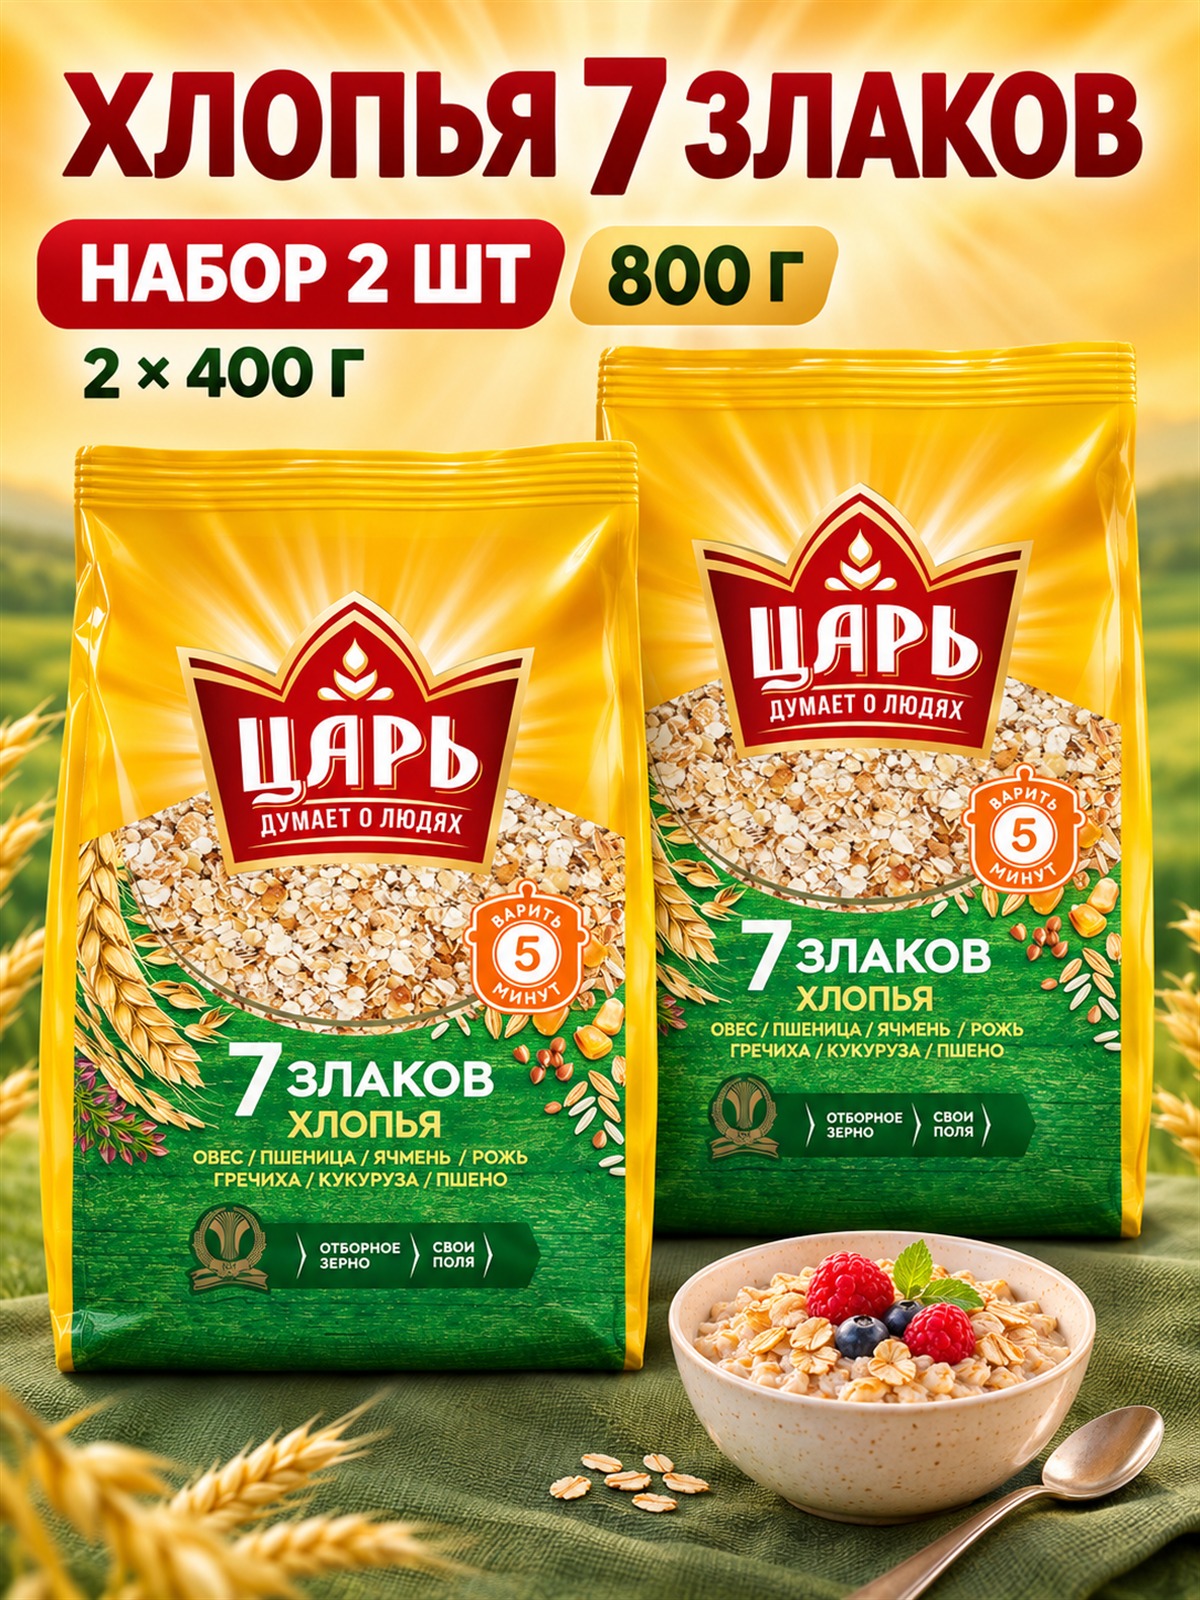 ХЛОПЬЯ 7 ЗЛАКОВ
НАБОР 2 ШТ
800 Г
2 × 400 Г
ЦАРЬ
ДУМАЕТ О ЛЮДЯХ
ВАРИТЬ
5
МИНУТ
7 ЗЛАКОВ
ХЛОПЬЯ
ОВЕС / ПШЕНИЦА / ЯЧМЕНЬ / РОЖЬ
ГРЕЧИХА / КУКУРУЗА / ПШЕНО
ОТБОРНОЕ
ЗЕРНО
СВОИ
ПОЛЯ
ЦАРЬ
ДУМАЕТ О ЛЮДЯХ
ВАРИТЬ
5
МИНУТ
7 ЗЛАКОВ
ХЛОПЬЯ
ОВЕС / ПШЕНИЦА / ЯЧМЕНЬ / РОЖЬ
ГРЕЧИХА / КУКУРУЗА / ПШЕНО
ОТБОРНОЕ
ЗЕРНО
СВОИ
ПОЛЯ